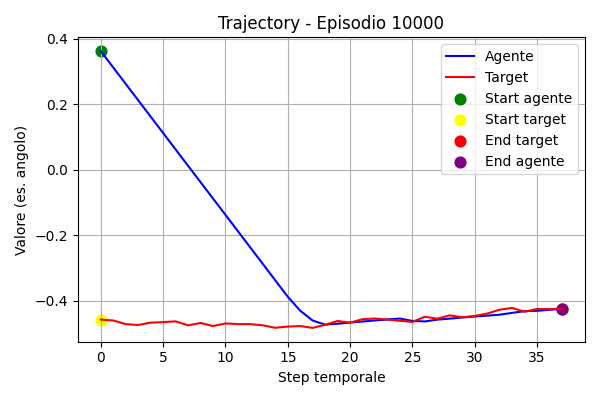 Trajectory - Episodio 10000
Valore (es. angolo)
0.4
0.2
0.0
−0.2
−0.4
Agente
Target
Start agente
Start target
End target
End agente
0 5 10 15 20 25 30 35
Step temporale